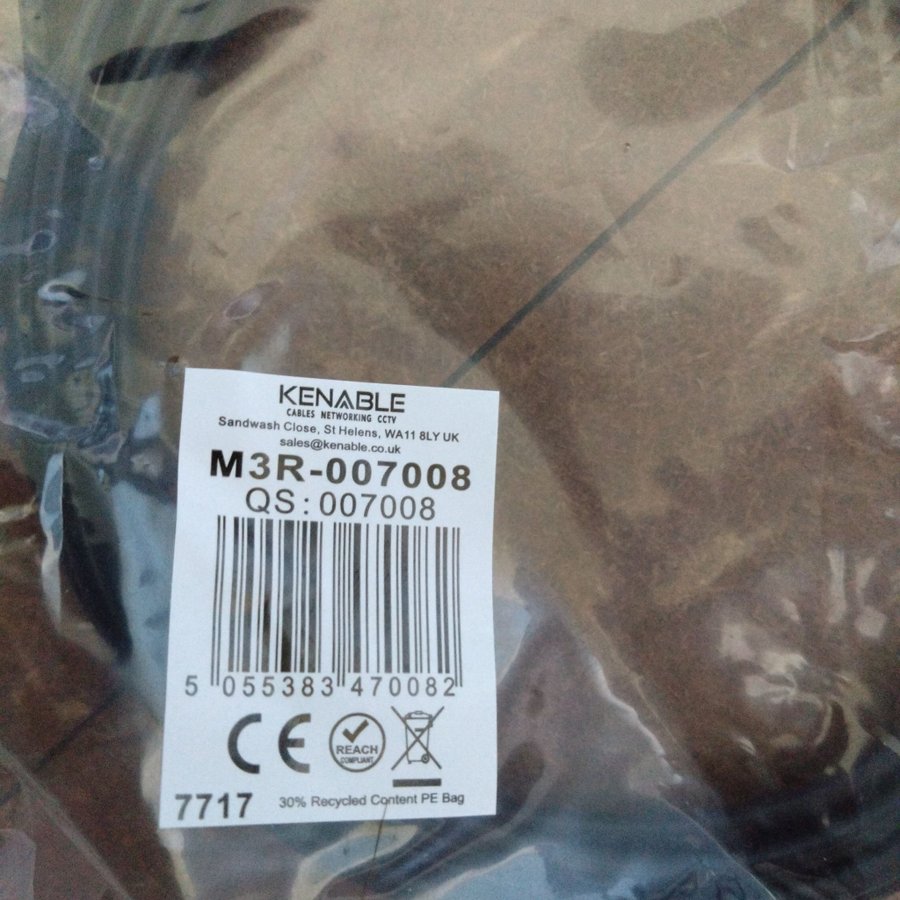 KENABLE
CABLES NETWORKING CCTV
Sandwash Close, St Helens, WA11 8LY UK
sales@kenable.co.uk
M3R-007008
QS: 007008
5 055383 470082
CE
REACH
COMPLIANT
7717
30% Recycled Content PE Bag